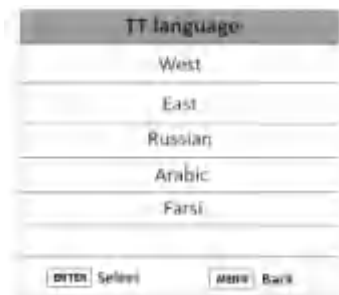 TT language
West
East
Russian
Arabic
Farsi
ENTER Select MENU Back